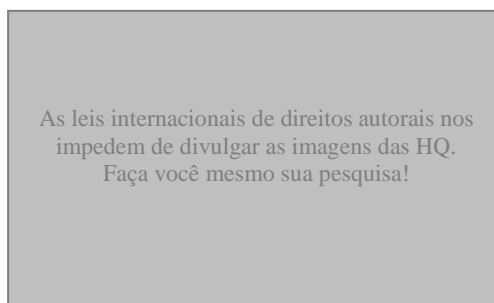 As leis internacionais de direitos autorais nos
impedem de divulgar as imagens das HQ.
Faça você mesmo sua pesquisa!